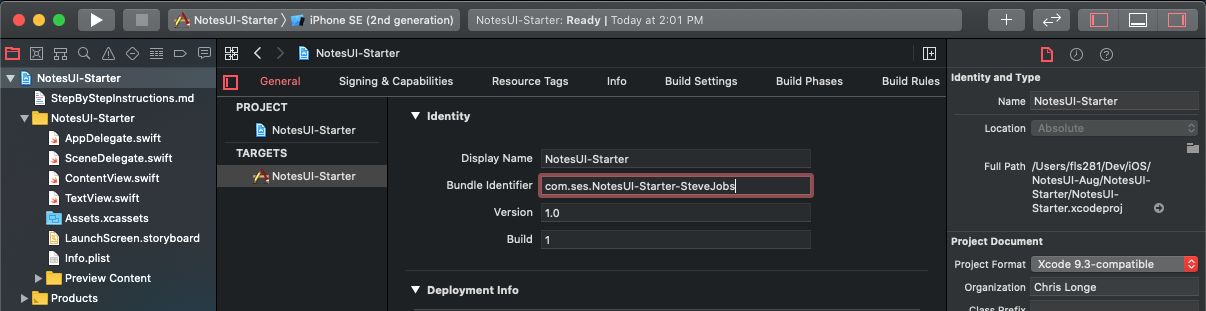 NotesUI-Starter
iPhone SE (2nd generation)
NotesUI-Starter: Ready | Today at 2:01 PM
NotesUI-Starter
StepByStepInstructions.md
NotesUI-Starter
AppDelegate.swift
SceneDelegate.swift
ContentView.swift
TextView.swift
Assets.xcassets
LaunchScreen.storyboard
Info.plist
Preview Content
Products
NotesUI-Starter
General Signing & Capabilities Resource Tags Info Build Settings Build Phases Build Rules
PROJECT
NotesUI-Starter
TARGETS
NotesUI-Starter
Identity
Display Name NotesUI-Starter
Bundle Identifier com.ses.NotesUI-Starter-SteveJobs
Version 1.0
Build 1
Deployment Info
Identity and Type
Name NotesUI-Starter
Location Absolute
Full Path /Users/fls281/Dev/iOS/
NotesUI-Aug/NotesUI-
Starter/NotesUI-
Starter.xcodeproj
Project Document
Project Format Xcode 9.3-compatible
Organization Chris Longe
Class Prefix